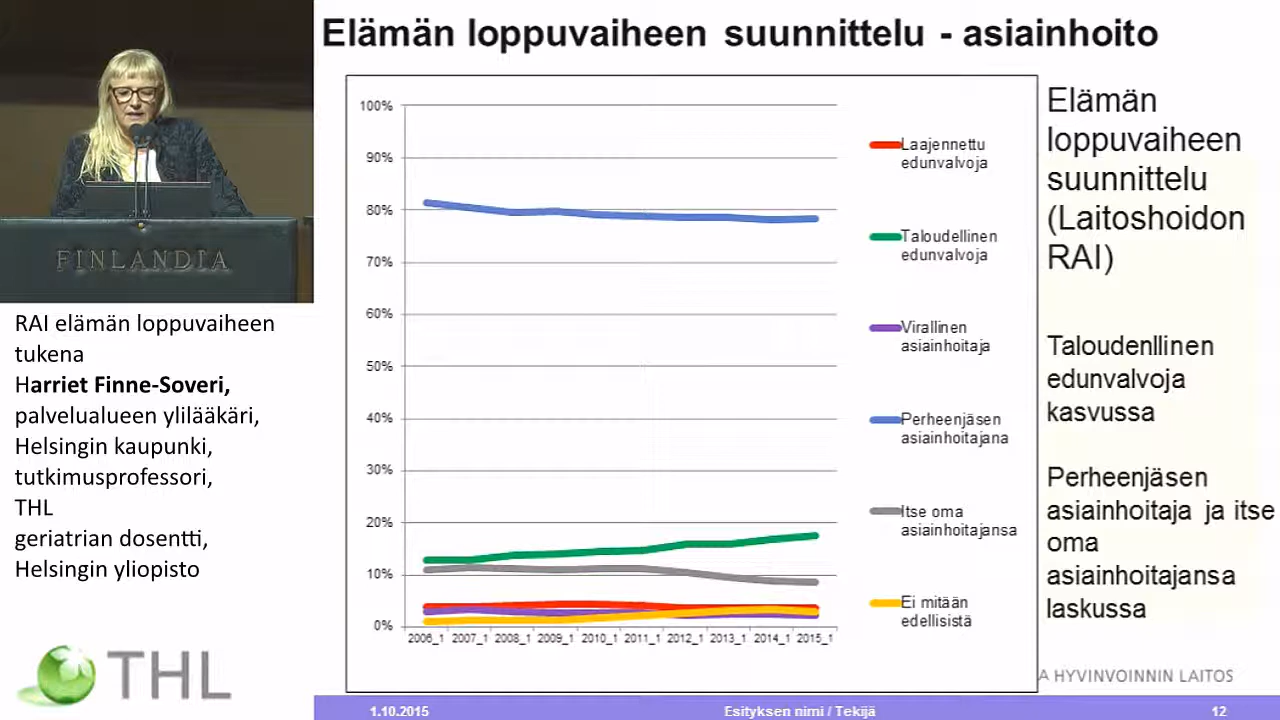 Elämän loppuvaiheen suunnittelu - asiainhoito
FINLANDIA
RAI elämän loppuvaiheen
tukena
Harriet Finne-Soveri,
palvelualueen ylilääkäri,
Helsingin kaupunki,
tutkimusprofessori,
THL
geriatrian dosentti,
Helsingin yliopisto
THL
100%
90%
80%
70%
60%
50%
40%
30%
20%
10%
0%
2006_1 2007_1 2008_1 2009_1 2010_1 2011_1 2012_1 2013_1 2014_1 2015_1
Laajennettu
edunvalvoja
Taloudellinen
edunvalvoja
Virallinen
asiainhoitaja
Perheenjäsen
asiainhoitajana
Itse oma
asiainhoitajansa
Ei mitään
edellisistä
Elämän
loppuvaiheen
suunnittelu
(Laitoshoidon
RAI)
Taloudenllinen
edunvalvoja
kasvussa
Perheenjäsen
asiainhoitaja ja itse
oma
asiainhoitajansa
laskussa
A HYVINVOINNIN LAITOS
1.10.2015 Esityksen nimi / Tekijä 12